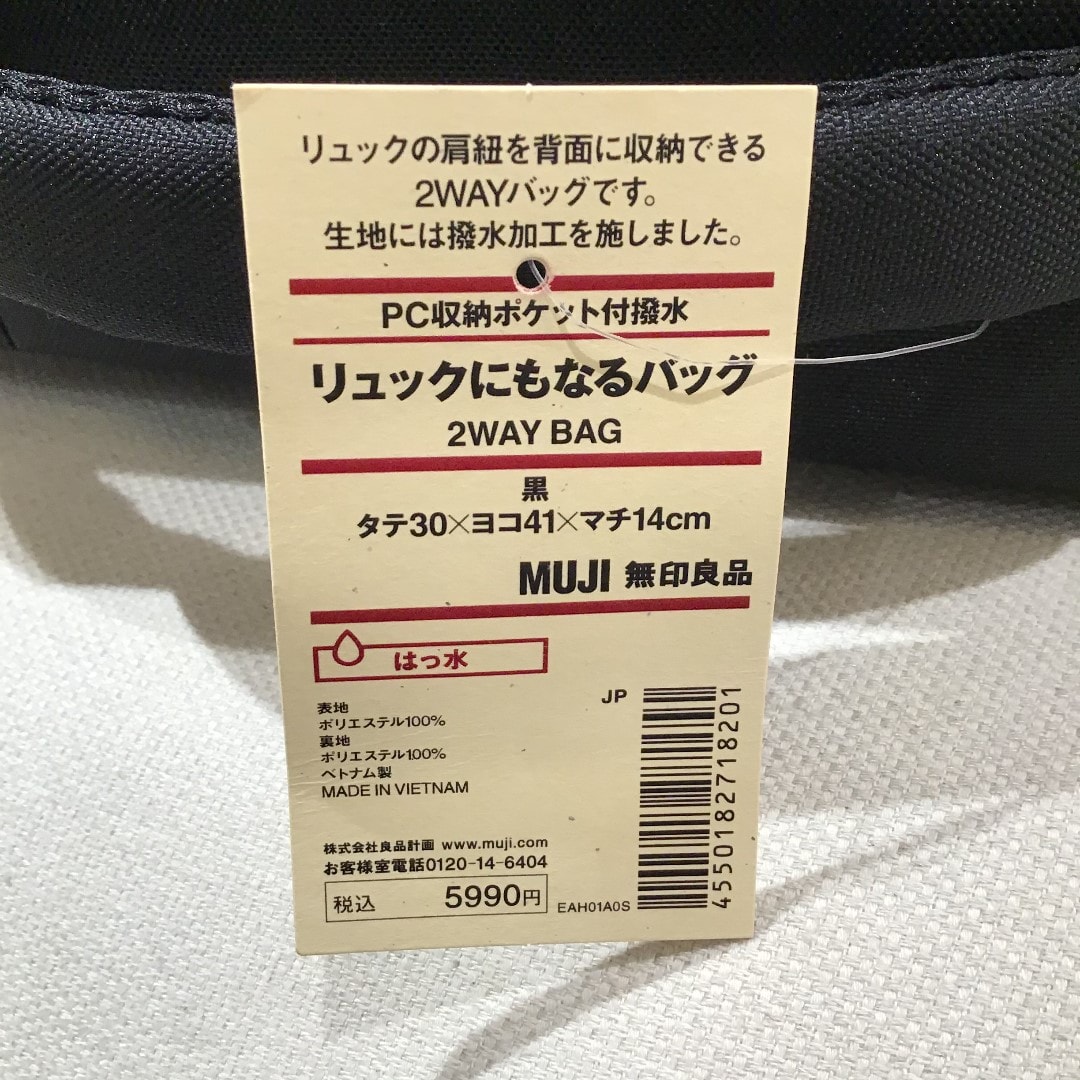 リュックの肩紐を背面に収納できる
2WAYバッグです。
生地には撥水加工を施しました。
PC収納ポケット付撥水
リュックにもなるバッグ
2WAY BAG
黒
タテ30×ヨコ41×マチ14cm
MUJI 無印良品
はっ水
表地
ポリエステル100%
裏地
ポリエステル100%
ベトナム製
MADE IN VIETNAM
株式会社良品計画 www.muji.com
お客様室電話0120-14-6404
税込 5990円
EAH01A0S
JP
4550182718201